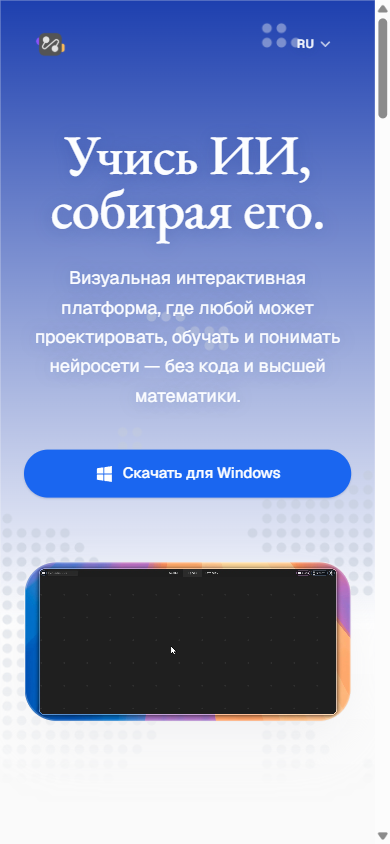 RU
Учись ИИ,
собирая его.
Визуальная интерактивная
платформа, где любой может
проектировать, обучать и понимать
нейросети — без кода и высшей
математики.
Скачать для Windows